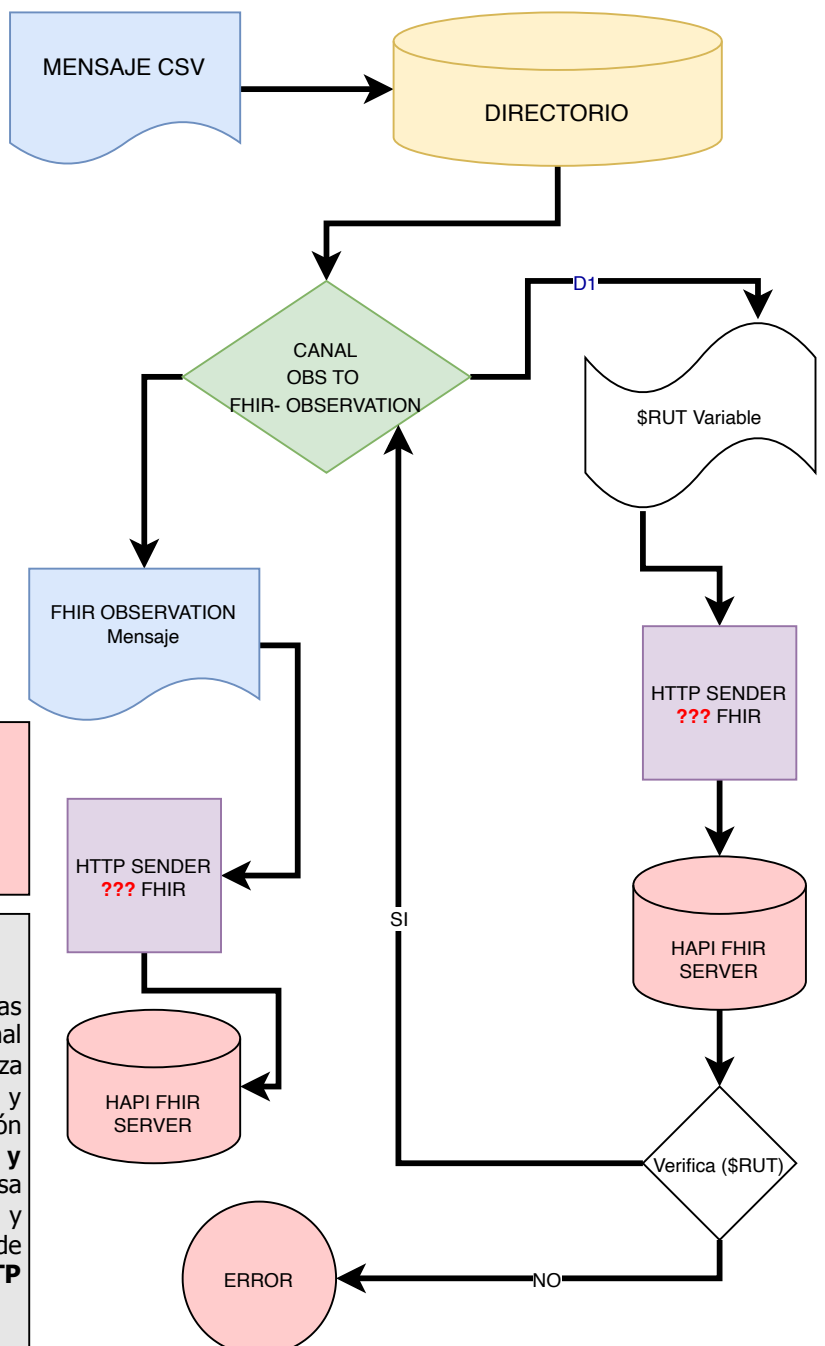 MENSAJE CSV
DIRECTORIO
D1
CANAL
OBS TO
FHIR- OBSERVATION
$RUT Variable
FHIR OBSERVATION
Mensaje
HTTP SENDER
??? FHIR
HTTP SENDER
??? FHIR
SI
HAPI FHIR
SERVER
HAPI FHIR
SERVER
Verifica ($RUT)
ERROR
NO
y
y
y
de